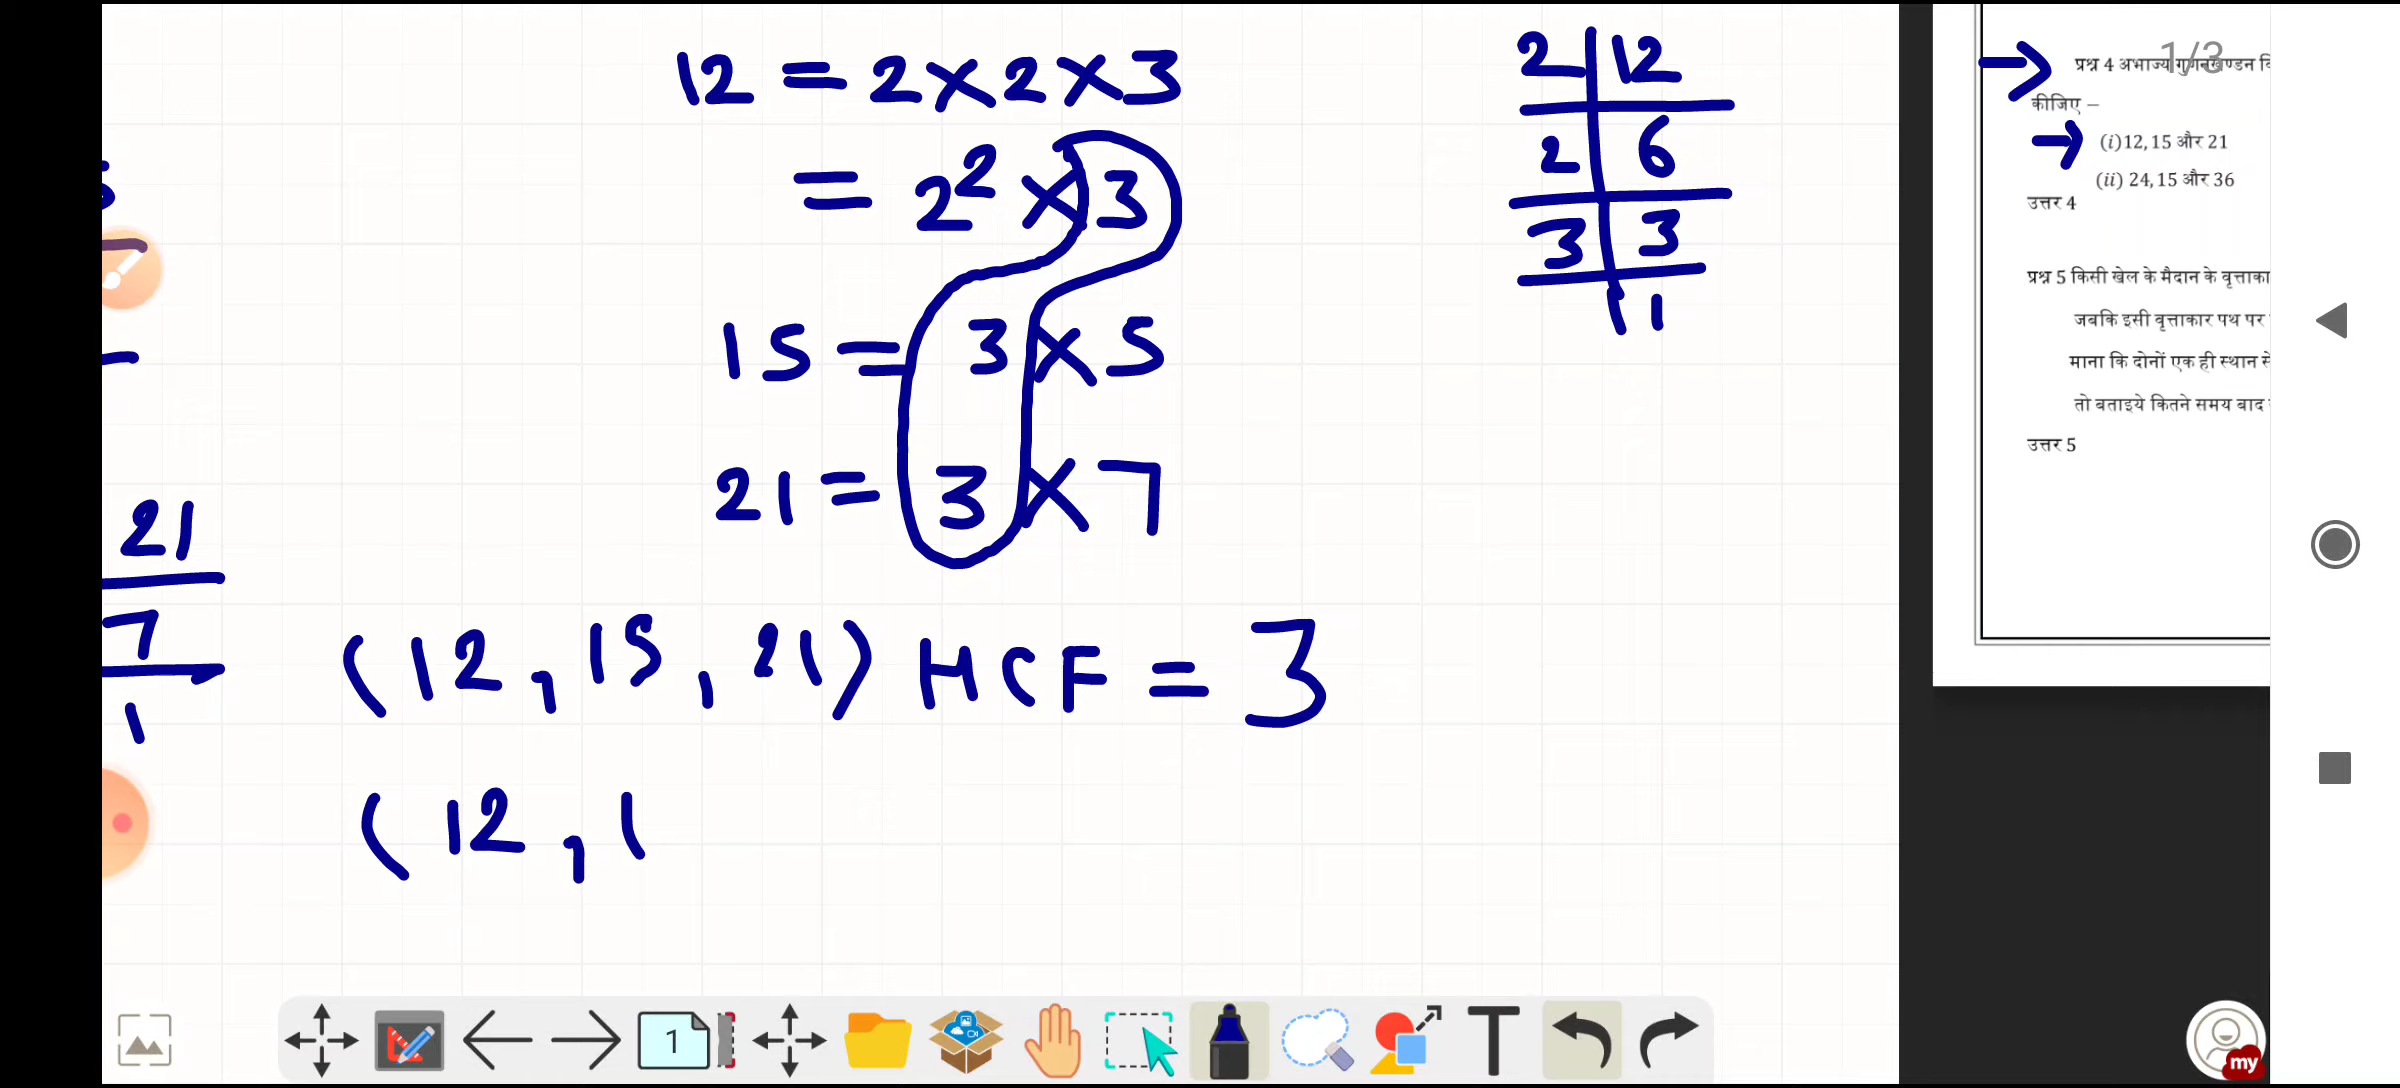 12 = 2 × 2 × 3
= 2² × 3
15 = 3 × 5
21 = 3 × 7
(12, 15, 21) HCF = 3
(12, 1
2 | 12
2 | 6
3 | 3
1
21
7
1
1/3
प्रश्न 4 अभाज्य गुणनखण्डन
कीजिए –
(i) 12, 15 और 21
(ii) 24, 15 और 36
उत्तर 4
प्रश्न 5 किसी खेल के मैदान के
जबकि इसी वृत्ताकार पथ पर
माना कि दोनों एक ही स्थान से
तो बताइये कितने समय बाद
उत्तर 5
1
T
my